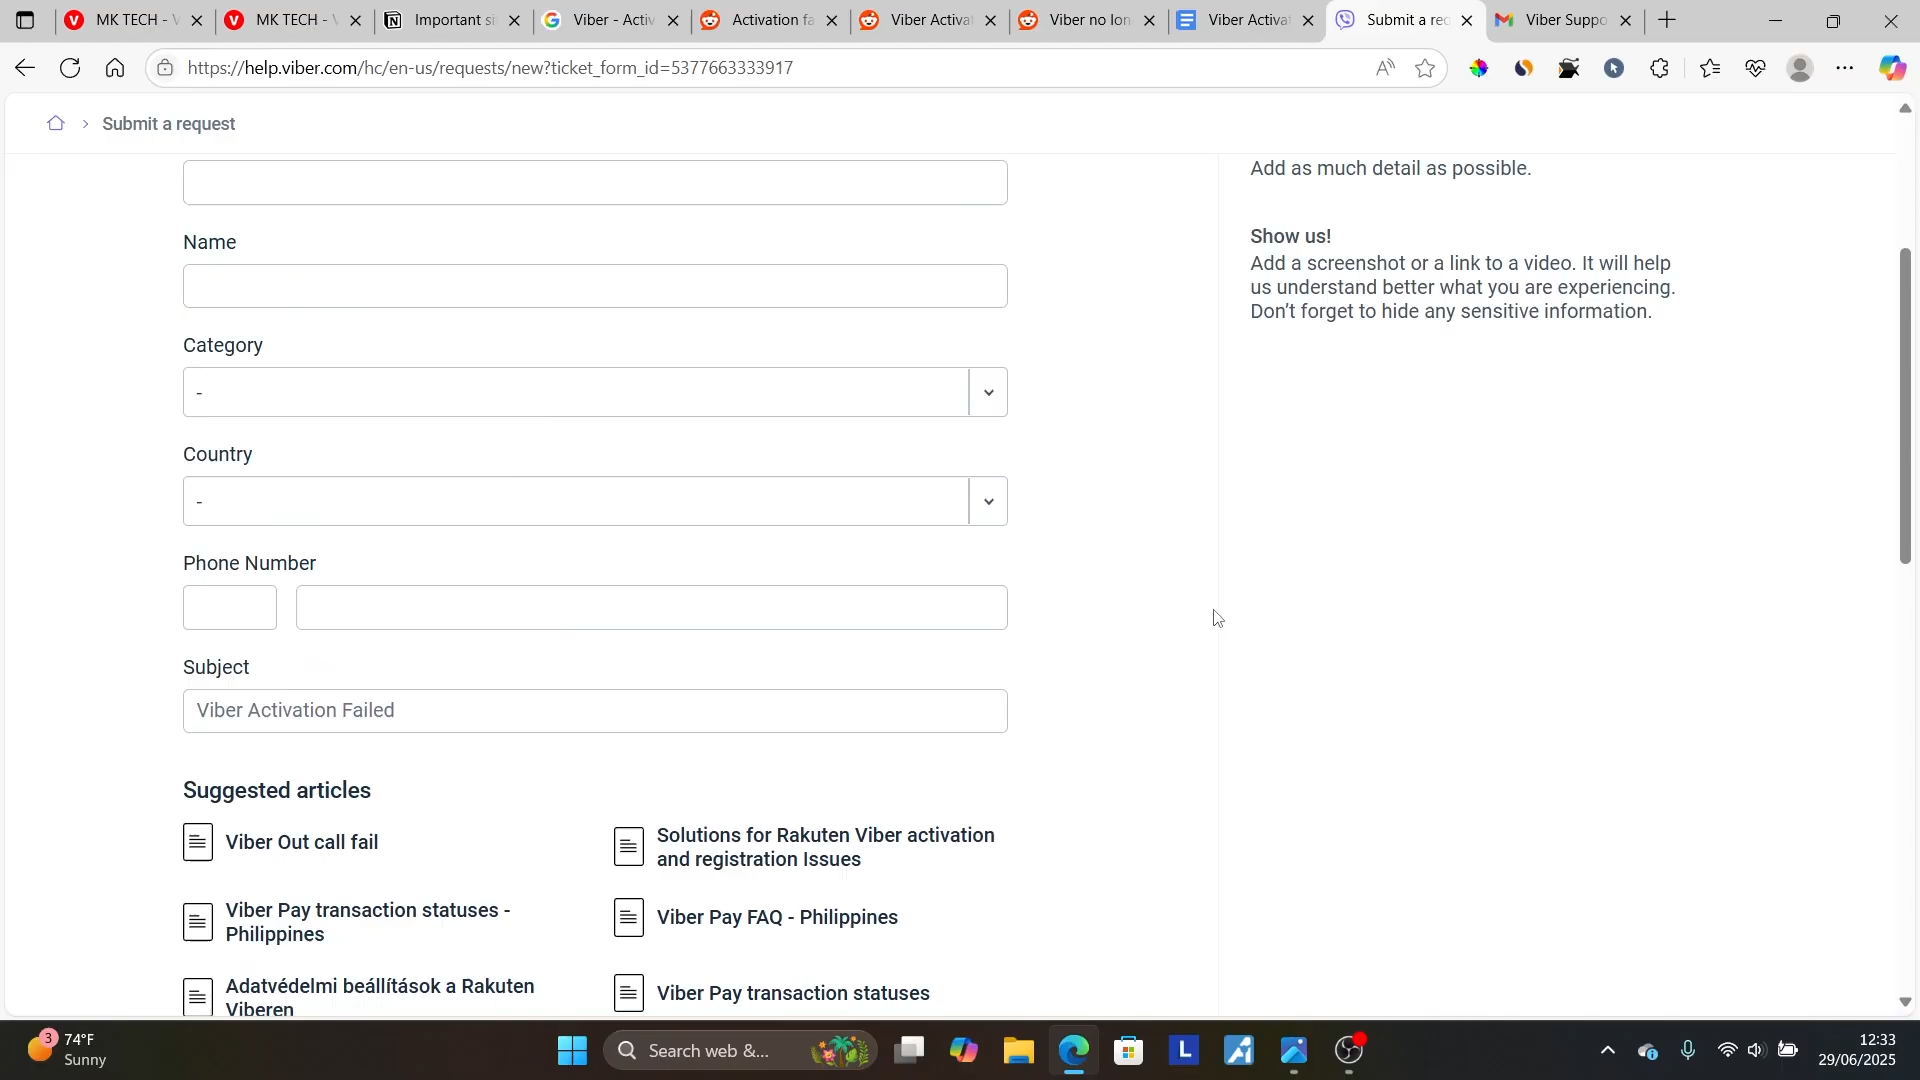 MK TECH - V
MK TECH - V
Important si
Viber - Activ
Activation fa
Viber Activat
Viber no lon
Viber Activat
Submit a req
Viber Suppo
https://help.viber.com/hc/en-us/requests/new?ticket_form_id=5377663333917
Submit a request
Name
Category
-
Country
-
Phone Number
Subject
Viber Activation Failed
Suggested articles
Viber Out call fail
Solutions for Rakuten Viber activation
and registration Issues
Viber Pay transaction statuses -
Philippines
Viber Pay FAQ - Philippines
Adatvédelmi beállítások a Rakuten
Viberen
Viber Pay transaction statuses
Add as much detail as possible.
Show us!
Add a screenshot or a link to a video. It will help
us understand better what you are experiencing.
Don’t forget to hide any sensitive information.
3
74°F
Sunny
Search web &...
L
12:33
29/06/2025